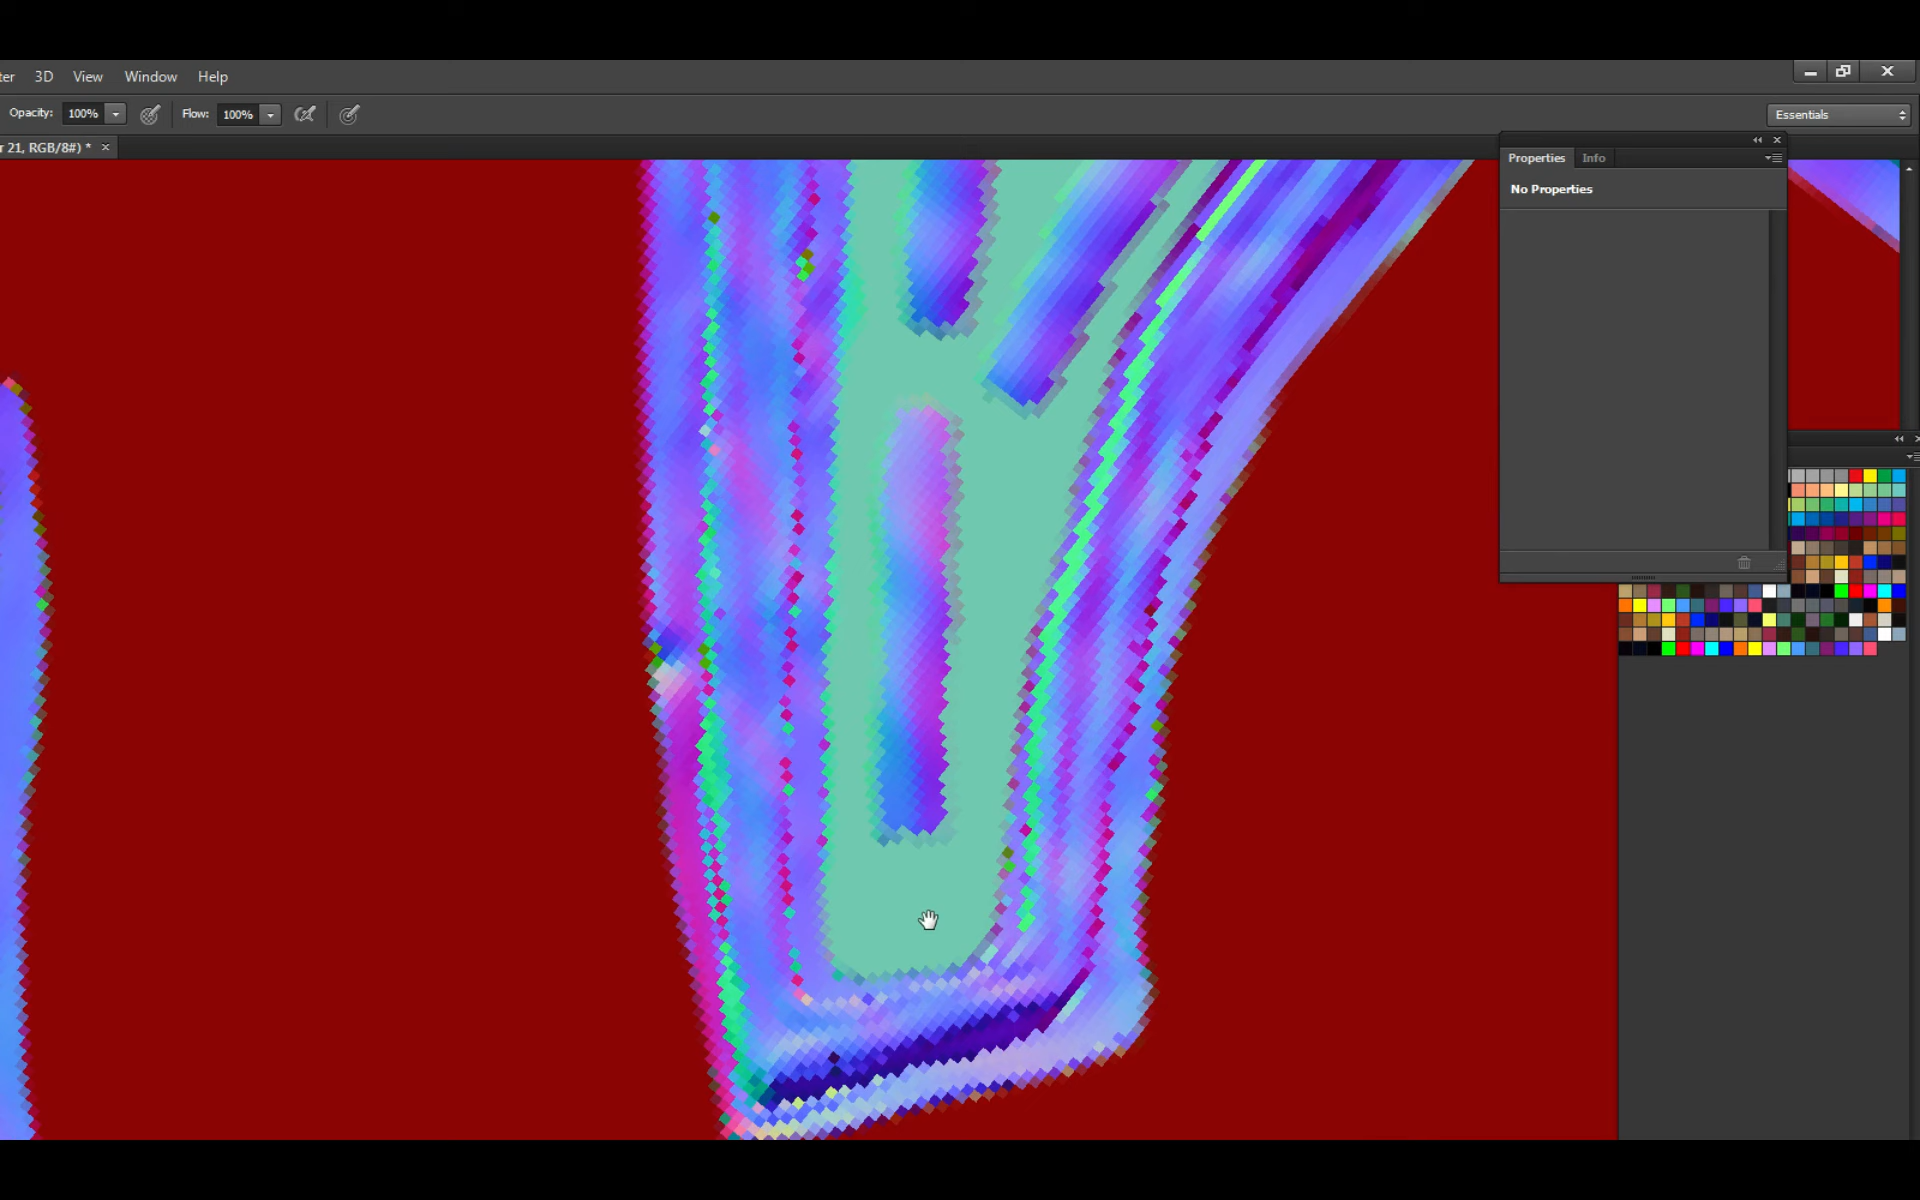 ter 3D View Window Help
Opacity: 100% Flow: 100% Essentials
r 21, RGB/8#) * ×
Properties Info
No Properties